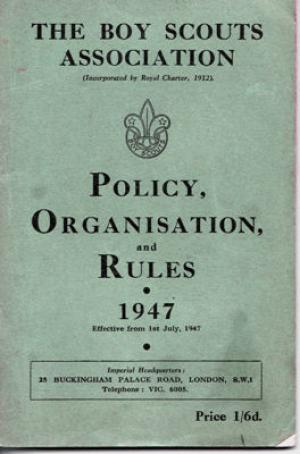 THE BOY SCOUTS
ASSOCIATION
(Incorporated by Royal Charter, 1912).
BOY SCOUTS
POLICY,
ORGANISATION,
and
RULES
•
1947
Effective from 1st July, 1947
•
Imperial Headquarters:
25 BUCKINGHAM PALACE ROAD, LONDON, S.W.1
Telephone: VIC. 6005.
Price 1/6d.